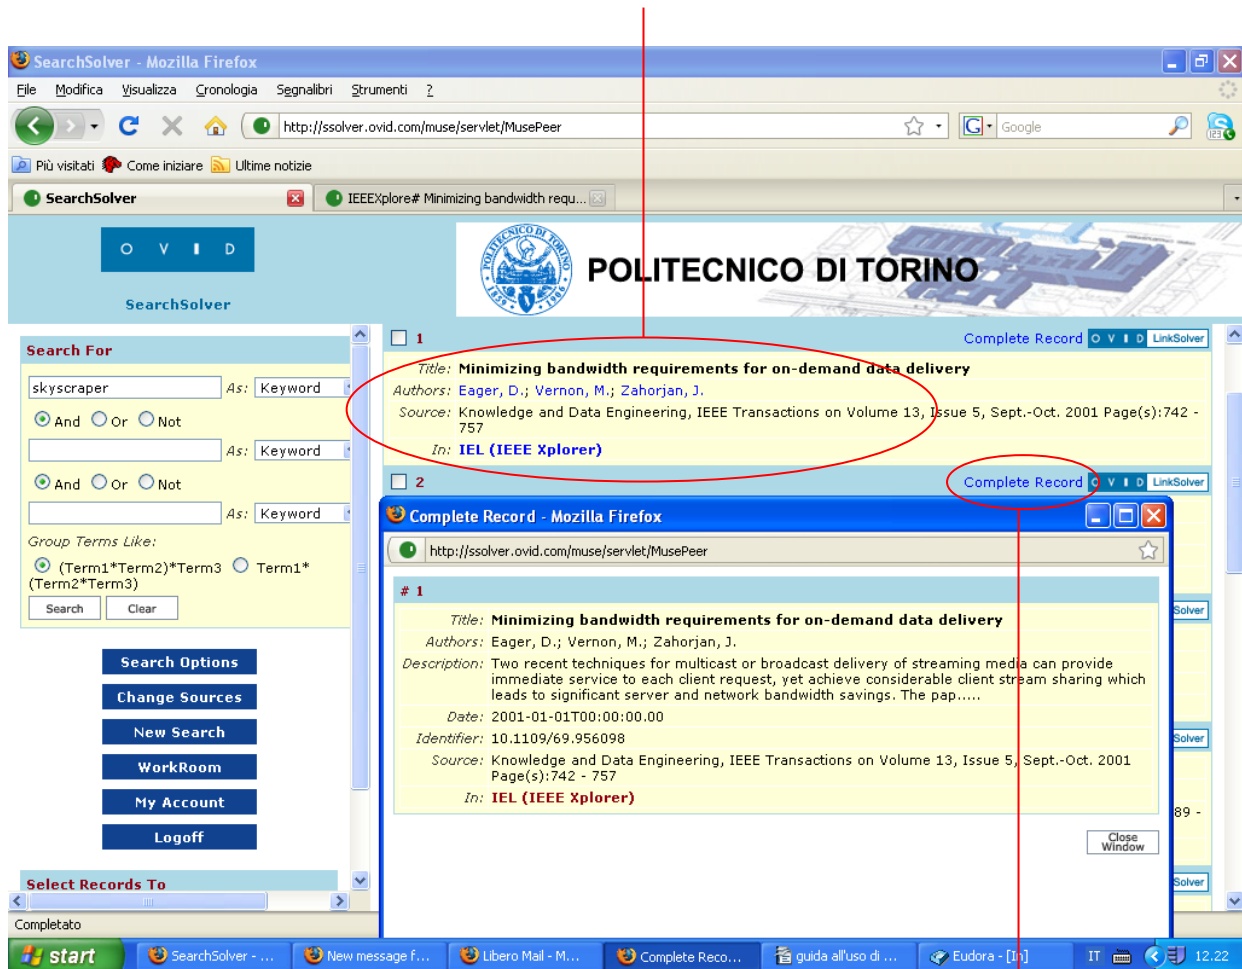 SearchSolver - Mozilla Firefox
File Modifica Visualizza Cronologia Segnalibri Strumenti ?
http://ssolver.ovid.com/muse/servlet/MusePeer
Google
Più visitati Come iniziare Ultime notizie
SearchSolver
IEEEXplore# Minimizing bandwidth requ...
OVID
SearchSolver
POLITECNICO DI TORINO
Search For
skyscraper As: Keyword
And Or Not
As: Keyword
And Or Not
As: Keyword
Group Terms Like:
(Term1*Term2)*Term3 Term1*
(Term2*Term3)
Search Clear
Search Options
Change Sources
New Search
WorkRoom
My Account
Logoff
Select Records To
1 Complete Record OVID LinkSolver
Title: Minimizing bandwidth requirements for on-demand data delivery
Authors: Eager, D.; Vernon, M.; Zahorjan, J.
Source: Knowledge and Data Engineering, IEEE Transactions on Volume 13, Issue 5, Sept.-Oct. 2001 Page(s):742 -
757
In: IEL (IEEE Xplorer)
2 Complete Record OVID LinkSolver
Complete Record - Mozilla Firefox
http://ssolver.ovid.com/muse/servlet/MusePeer
# 1
Title: Minimizing bandwidth requirements for on-demand data delivery
Authors: Eager, D.; Vernon, M.; Zahorjan, J.
Description: Two recent techniques for multicast or broadcast delivery of streaming media can provide
immediate service to each client request, yet achieve considerable client stream sharing which
leads to significant server and network bandwidth savings. The pap.....
Date: 2001-01-01T00:00:00.00
Identifier: 10.1109/69.956098
Source: Knowledge and Data Engineering, IEEE Transactions on Volume 13, Issue 5, Sept.-Oct. 2001
Page(s):742 - 757
In: IEL (IEEE Xplorer)
Close
Window
Solver
Solver
89 -
Solver
Completato
start
SearchSolver - ...
New message f...
Libero Mail - M...
Complete Reco...
guida all'uso di ...
Eudora - [In]
IT
12.22